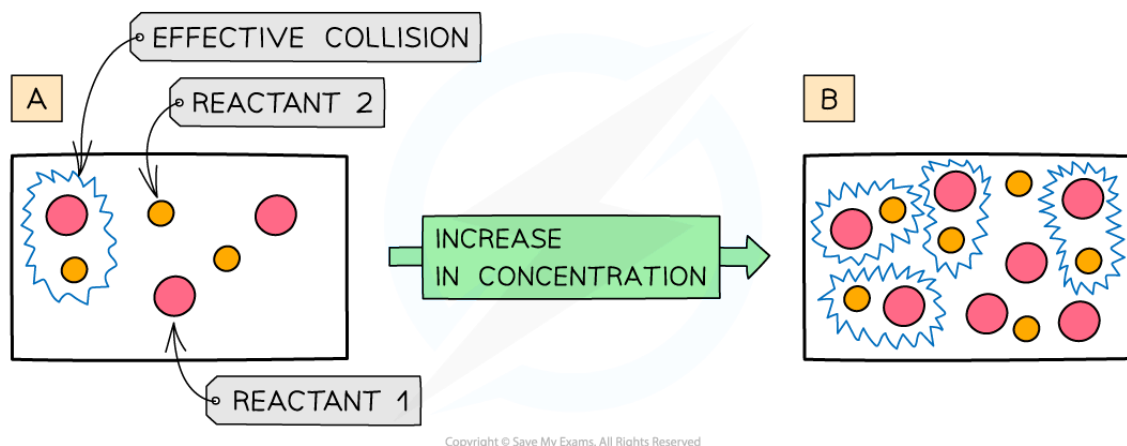 EFFECTIVE COLLISION
A
REACTANT 2
B
INCREASE
IN CONCENTRATION
REACTANT 1
Copyright © Save My Exams. All Rights Reserved